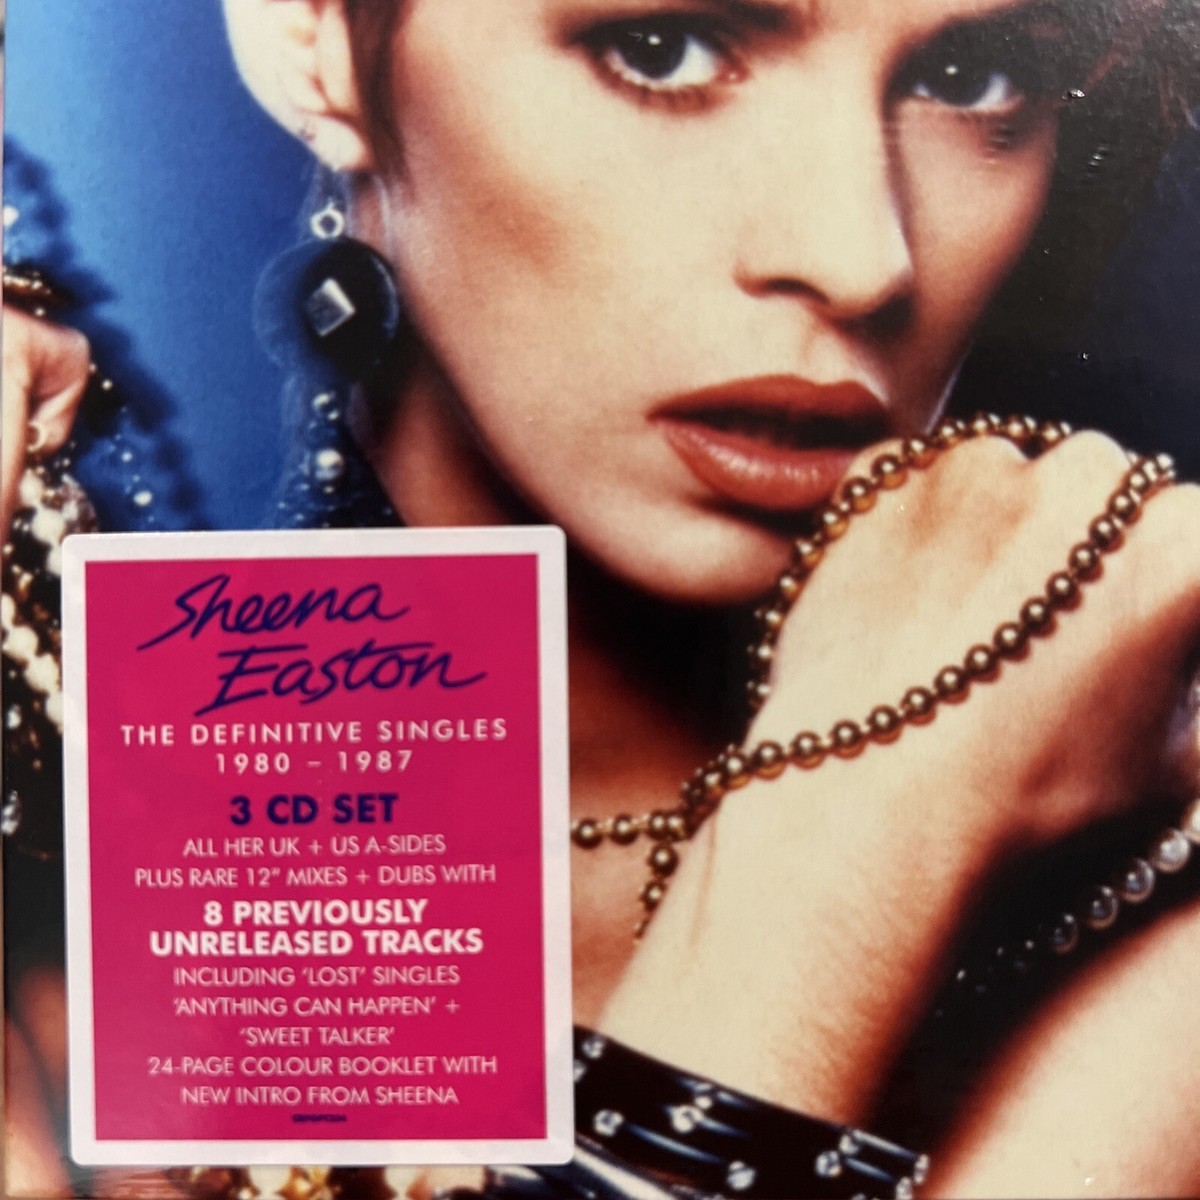 Sheena
Easton
THE DEFINITIVE SINGLES
1980 – 1987
3 CD SET
ALL HER UK + US A-SIDES
PLUS RARE 12" MIXES + DUBS WITH
8 PREVIOUSLY
UNRELEASED TRACKS
INCLUDING 'LOST' SINGLES
'ANYTHING CAN HAPPEN' +
'SWEET TALKER'
24-PAGE COLOUR BOOKLET WITH
NEW INTRO FROM SHEENA